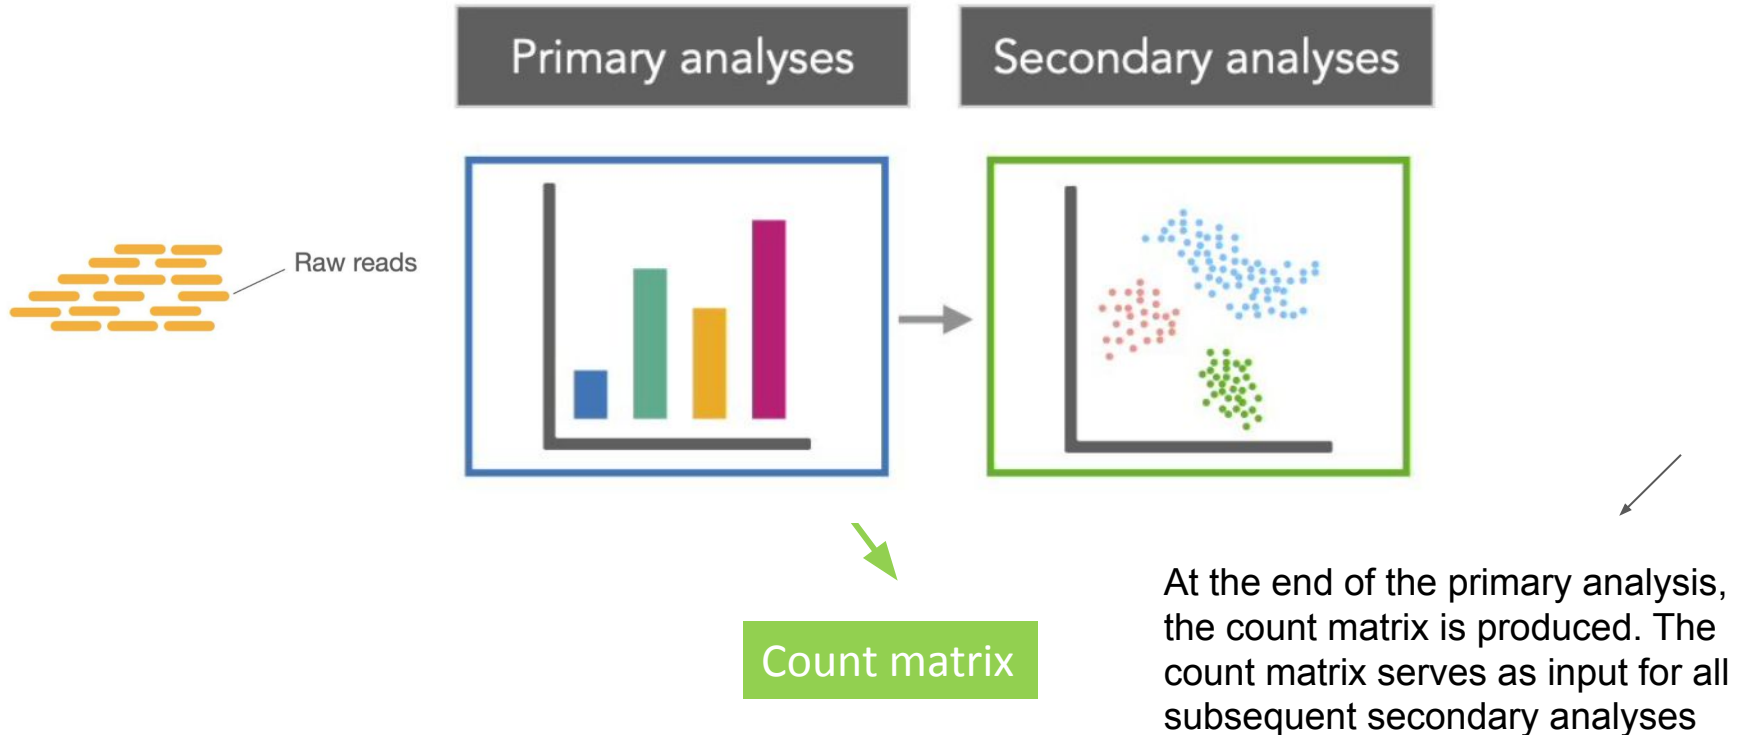 Primary analyses
Secondary analyses
Raw reads
Count matrix
At the end of the primary analysis,
the count matrix is produced. The
count matrix serves as input for all
subsequent secondary analyses